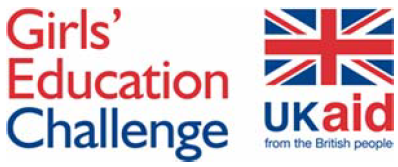 Girls'
Education
Challenge
UKaid
from the British people